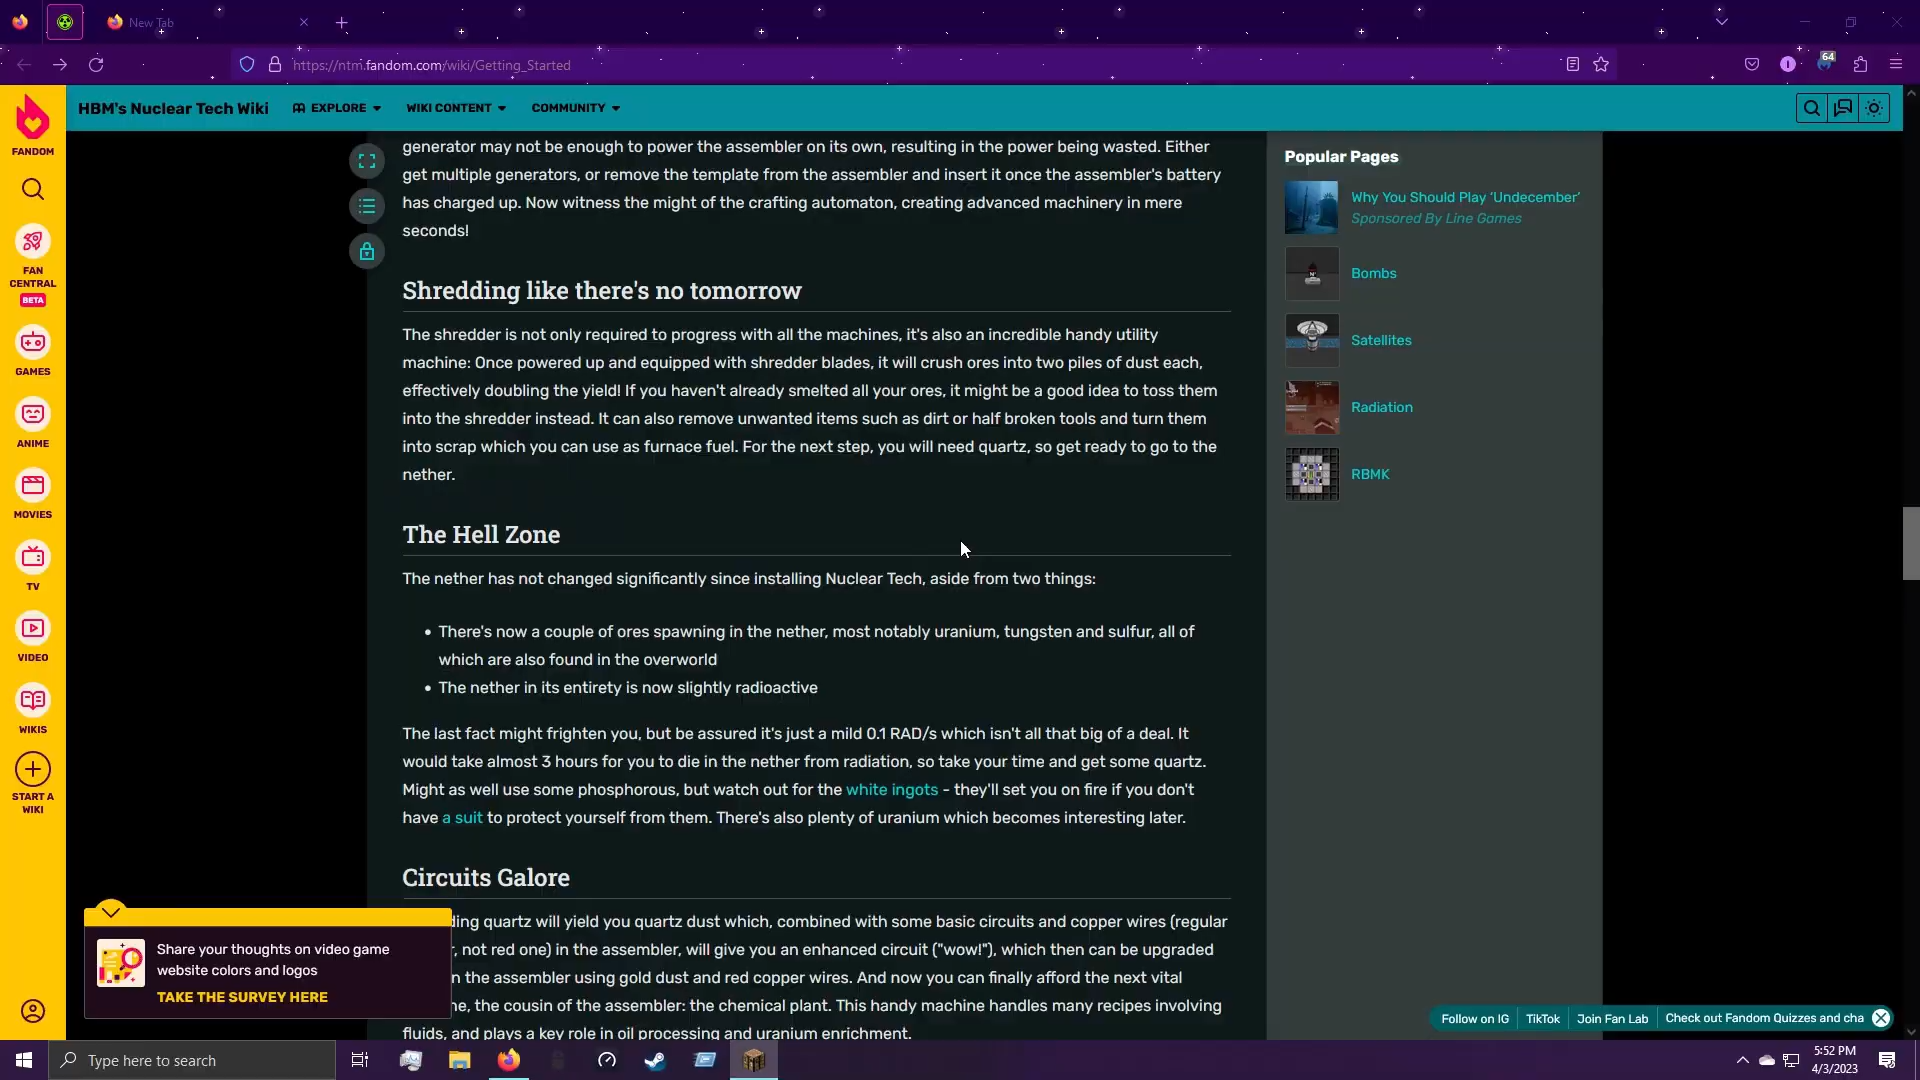 New Tab
https://ntm.fandom.com/wiki/Getting_Started
64
HBM's Nuclear Tech Wiki
EXPLORE
WIKI CONTENT
COMMUNITY
FANDOM
FAN
CENTRAL
BETA
GAMES
ANIME
MOVIES
TV
VIDEO
WIKIS
START A
WIKI
generator may not be enough to power the assembler on its own, resulting in the power being wasted. Either
get multiple generators, or remove the template from the assembler and insert it once the assembler's battery
has charged up. Now witness the might of the crafting automaton, creating advanced machinery in mere
seconds!
Shredding like there's no tomorrow
The shredder is not only required to progress with all the machines, it's also an incredible handy utility
machine: Once powered up and equipped with shredder blades, it will crush ores into two piles of dust each,
effectively doubling the yield! If you haven't already smelted all your ores, it might be a good idea to toss them
into the shredder instead. It can also remove unwanted items such as dirt or half broken tools and turn them
into scrap which you can use as furnace fuel. For the next step, you will need quartz, so get ready to go to the
nether.
The Hell Zone
The nether has not changed significantly since installing Nuclear Tech, aside from two things:
• There's now a couple of ores spawning in the nether, most notably uranium, tungsten and sulfur, all of
which are also found in the overworld
• The nether in its entirety is now slightly radioactive
The last fact might frighten you, but be assured it's just a mild 0.1 RAD/s which isn't all that big of a deal. It
would take almost 3 hours for you to die in the nether from radiation, so take your time and get some quartz.
Might as well use some phosphorous, but watch out for the white ingots - they'll set you on fire if you don't
have a suit to protect yourself from them. There's also plenty of uranium which becomes interesting later.
Circuits Galore
ding quartz will yield you quartz dust which, combined with some basic circuits and copper wires (regular
, not red one) in the assembler, will give you an enhanced circuit ("wow!"), which then can be upgraded
n the assembler using gold dust and red copper wires. And now you can finally afford the next vital
ne, the cousin of the assembler: the chemical plant. This handy machine handles many recipes involving
fluids, and plays a key role in oil processing and uranium enrichment.
Popular Pages
Why You Should Play 'Undecember'
Sponsored By Line Games
Bombs
Satellites
Radiation
RBMK
Share your thoughts on video game
website colors and logos
TAKE THE SURVEY HERE
Follow on IG
TikTok
Join Fan Lab
Check out Fandom Quizzes and cha
Type here to search
5:52 PM
4/3/2023